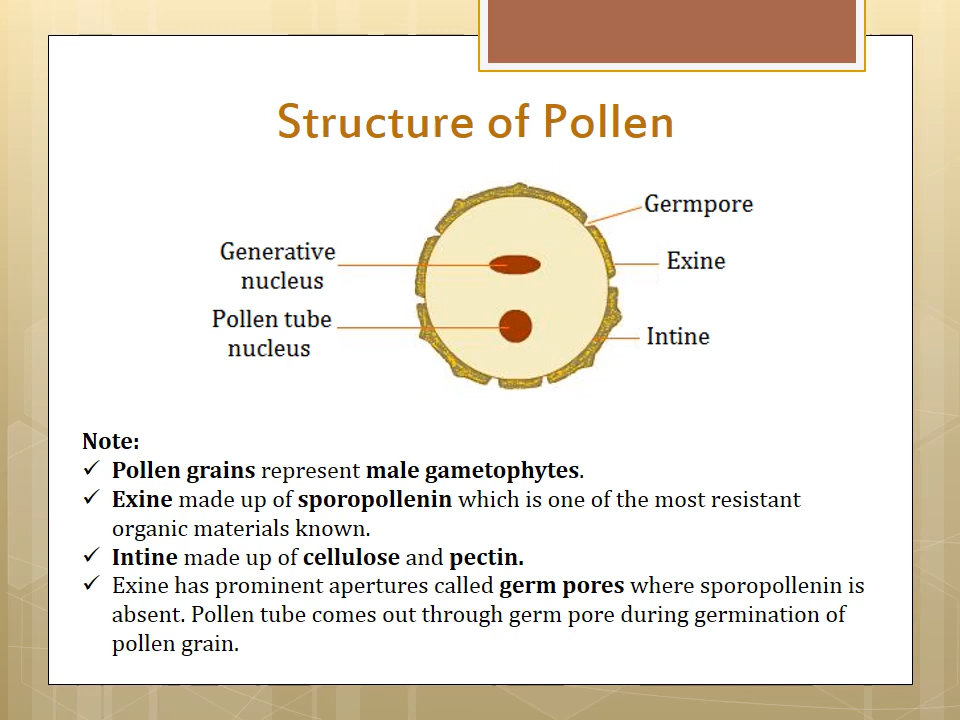 Structure of Pollen
Germpore
Generative
nucleus
Exine
Pollen tube
nucleus
Intine
Note:
✓ Pollen grains represent male gametophytes.
✓ Exine made up of sporopollenin which is one of the most resistant
organic materials known.
✓ Intine made up of cellulose and pectin.
✓ Exine has prominent apertures called germ pores where sporopollenin is
absent. Pollen tube comes out through germ pore during germination of
pollen grain.